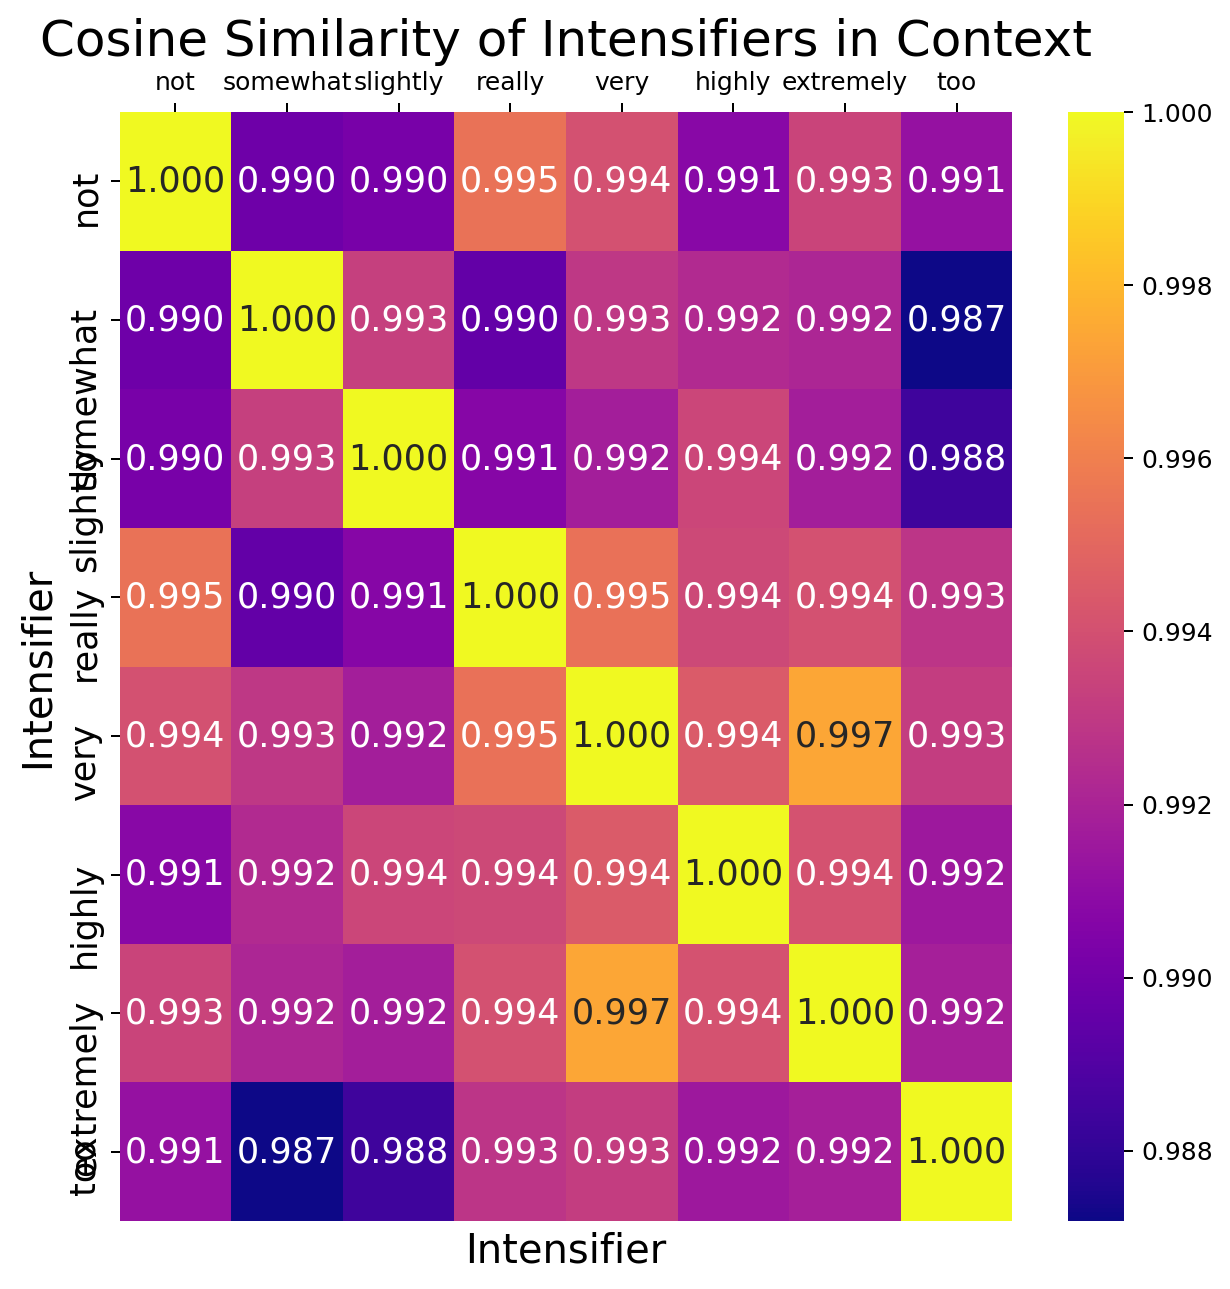 Cosine Similarity of Intensifiers in Context
not somewhat slightly really very highly extremely too
not 1.000 0.990 0.990 0.995 0.994 0.991 0.993 0.991
somewhat 0.990 1.000 0.993 0.990 0.993 0.992 0.992 0.987
slightly 0.990 0.993 1.000 0.991 0.992 0.994 0.992 0.988
really 0.995 0.990 0.991 1.000 0.995 0.994 0.994 0.993
very 0.994 0.993 0.992 0.995 1.000 0.994 0.997 0.993
highly 0.991 0.992 0.994 0.994 0.994 1.000 0.994 0.992
extremely 0.993 0.992 0.992 0.994 0.997 0.994 1.000 0.992
too 0.991 0.987 0.988 0.993 0.993 0.992 0.992 1.000
Intensifier
Intensifier
1.000
0.998
0.996
0.994
0.992
0.990
0.988